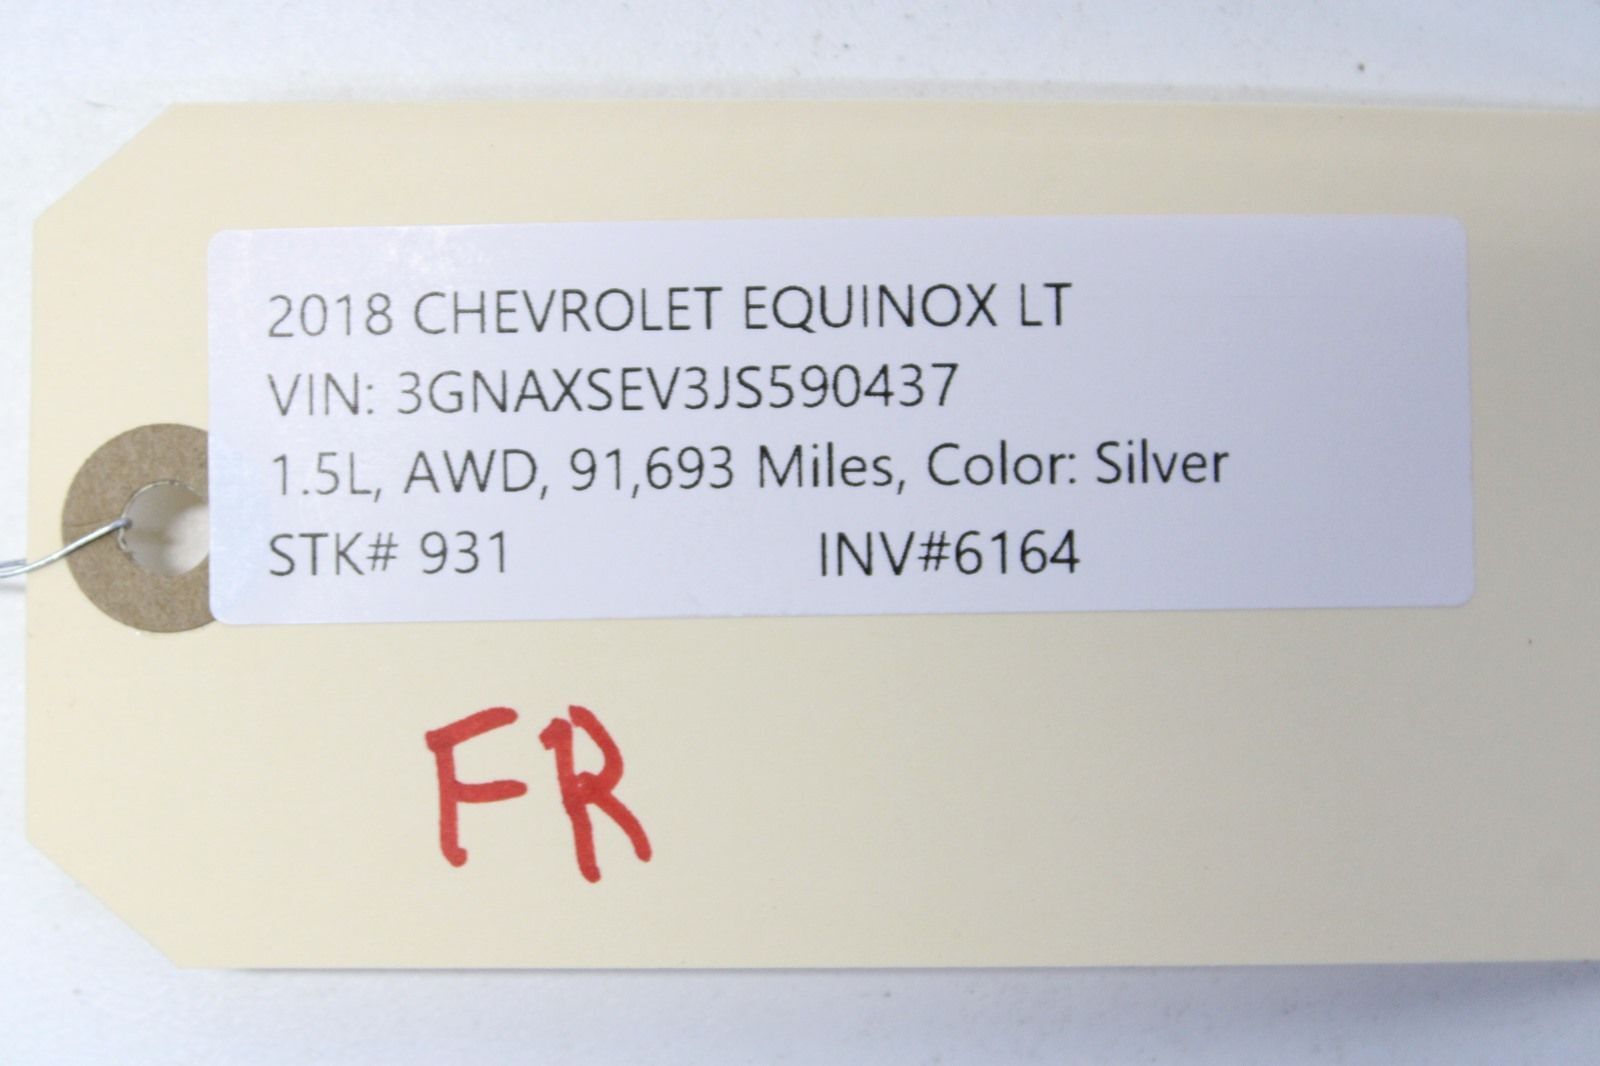 2018 CHEVROLET EQUINOX LT
VIN: 3GNAXSEV3JS590437
1.5L, AWD, 91,693 Miles, Color: Silver
STK# 931 INV#6164
FR